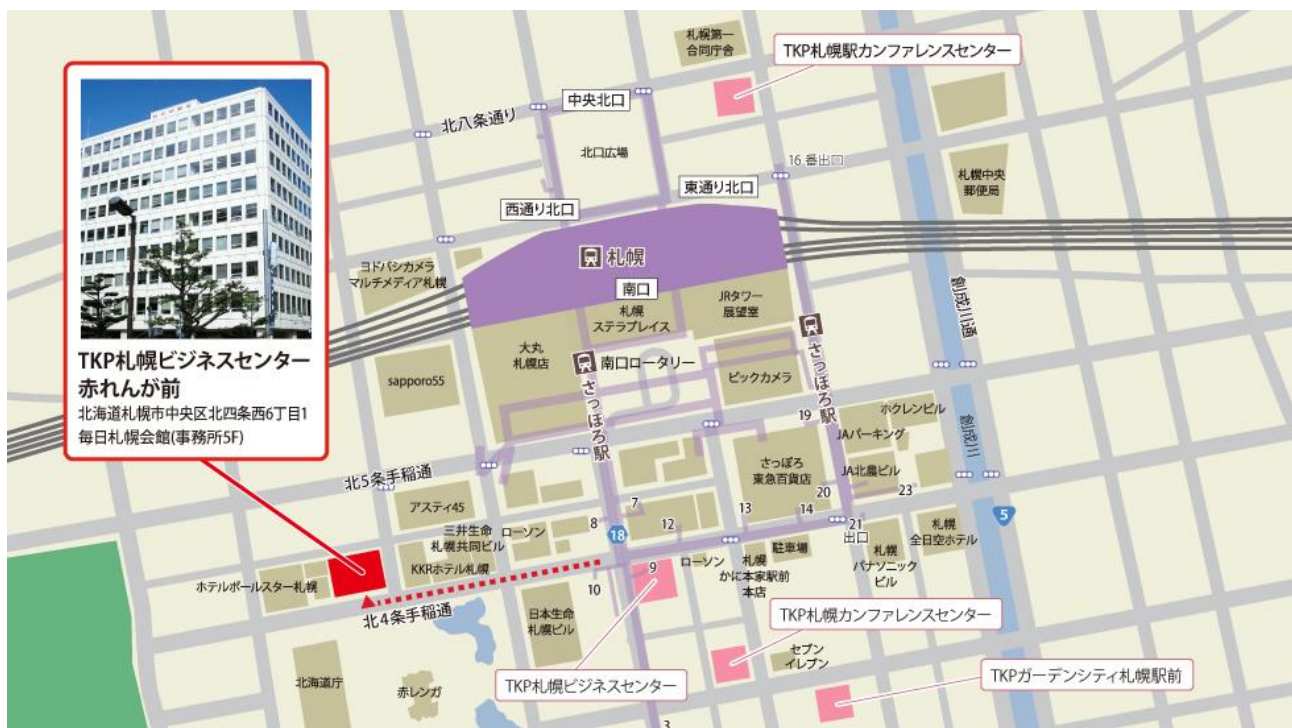 札幌第一
合同庁舎
TKP札幌駅カンファレンスセンター
中央北口
北八条通り
北口広場
16番出口
札幌中央
郵便局
東通り北口
西通り北口
札幌
ヨドバシカメラ
マルチメディア札幌
南口
札幌
ステラプレイス
JRタワー
展望室
創成川通
大丸
札幌店
南口ロータリー
さっぽろ駅
さっぽろ駅
ビックカメラ
sapporo55
TKP札幌ビジネスセンター
赤れんが前
北海道札幌市中央区北四条西6丁目1
毎日札幌会館(事務所5F)
19
ホクレンビル
JAパーキング
創成川
北5条手稲通
さっぽろ
東急百貨店
JA北農ビル
20
23
アスティ45
三井生命
札幌共同ビル
ローソン
8
7
18
12
13
14
21
出口
札幌
全日空ホテル
5
KKRホテル札幌
ホテルポールスター札幌
北4条手稲通
10
9
ローソン
札幌
かに本家駅前
本店
駐車場
札幌
パナソニック
ビル
日本生命
札幌ビル
TKP札幌カンファレンスセンター
セブン
イレブン
北海道庁
赤レンガ
TKP札幌ビジネスセンター
TKPガーデンシティ札幌駅前
3